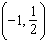 (-1, 1/2)